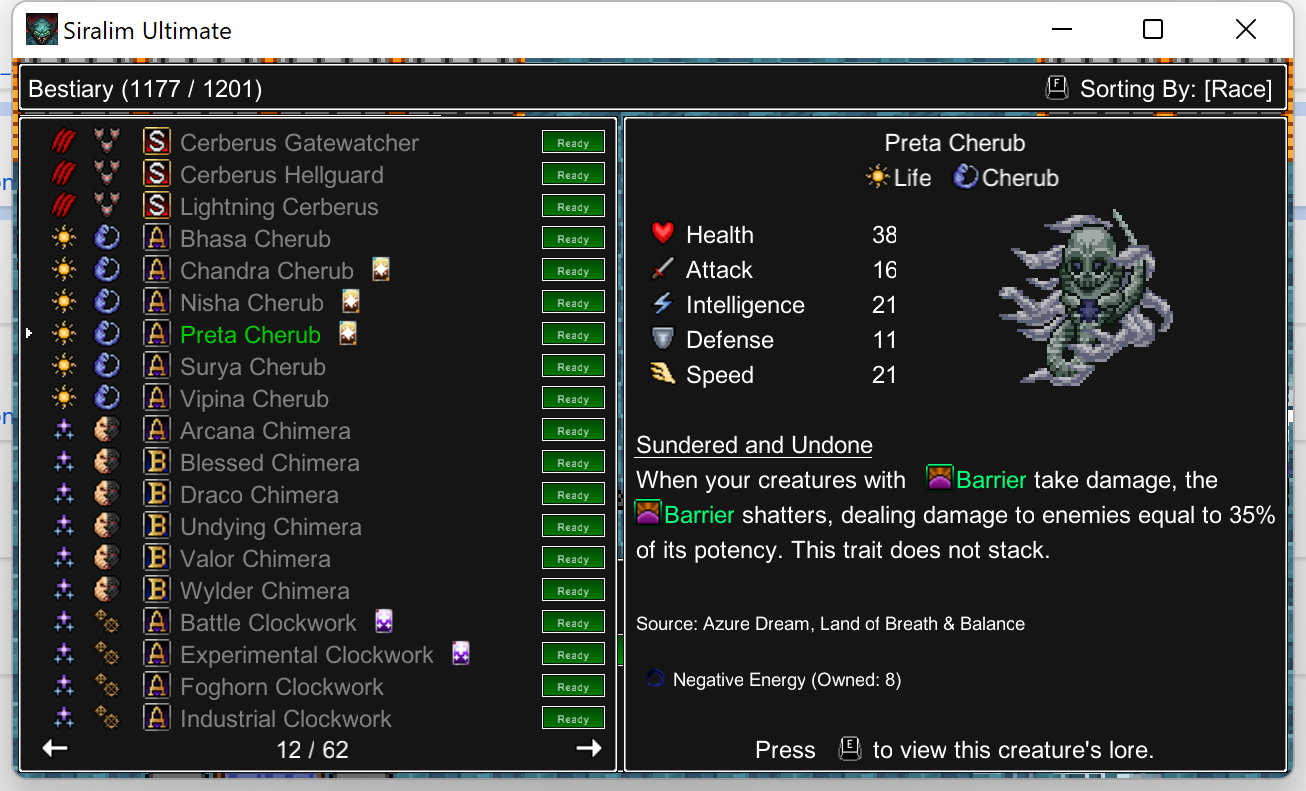 Siralim Ultimate
Bestiary (1177 / 1201)
F Sorting By: [Race]
S Cerberus Gatewatcher Ready
S Cerberus Hellguard Ready
S Lightning Cerberus Ready
A Bhasa Cherub Ready
A Chandra Cherub Ready
A Nisha Cherub Ready
A Preta Cherub Ready
A Surya Cherub Ready
A Vipina Cherub Ready
A Arcana Chimera Ready
B Blessed Chimera Ready
B Draco Chimera Ready
B Undying Chimera Ready
B Valor Chimera Ready
B Wylder Chimera Ready
A Battle Clockwork Ready
A Experimental Clockwork Ready
A Foghorn Clockwork Ready
A Industrial Clockwork Ready
12 / 62
Preta Cherub
Life Cherub
Health 38
Attack 16
Intelligence 21
Defense 11
Speed 21
Sundered and Undone
When your creatures with Barrier take damage, the
Barrier shatters, dealing damage to enemies equal to 35%
of its potency. This trait does not stack.
Source: Azure Dream, Land of Breath & Balance
Negative Energy (Owned: 8)
Press E to view this creature's lore.